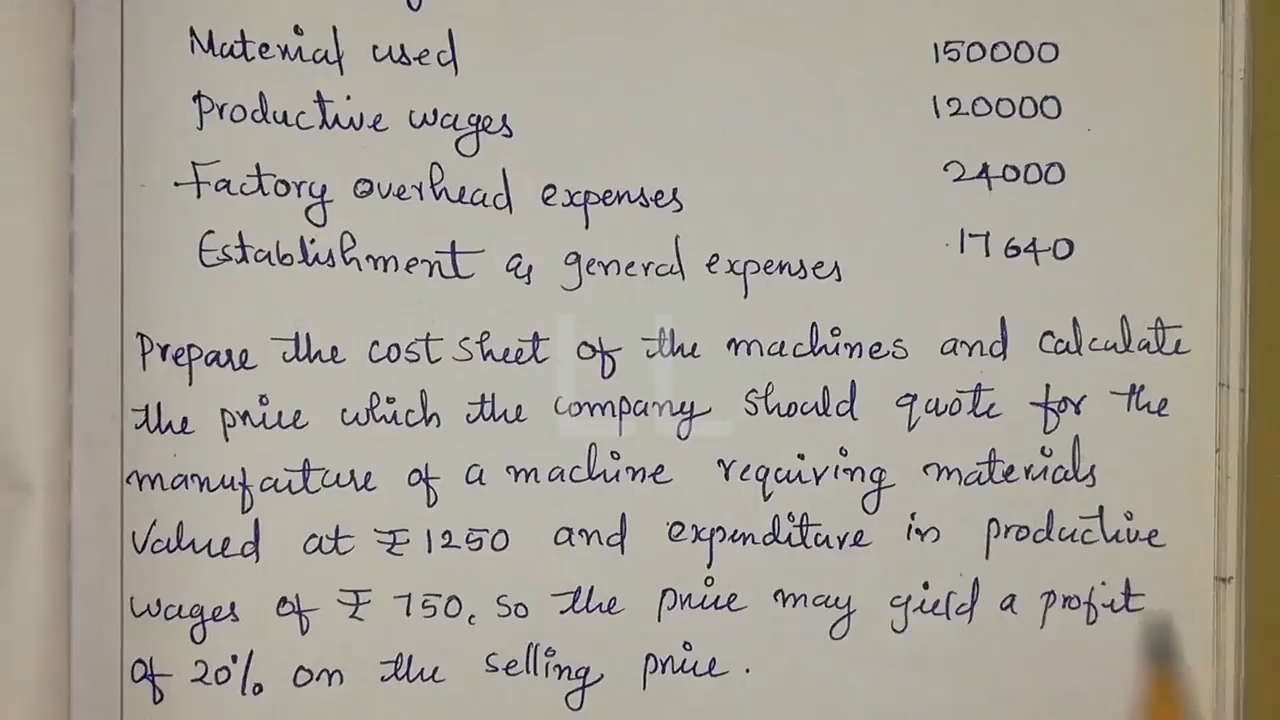 Material used 150000
Productive wages 120000
Factory overhead expenses 24000
Establishment & general expenses 17640
Prepare the cost sheet of the machines and calculate
the price which the company should quote for the
manufacture of a machine requiring materials
valued at ₹ 1250 and expenditure in productive
wages of ₹ 750. so the price may yield a profit
of 20% on the selling price.
LL